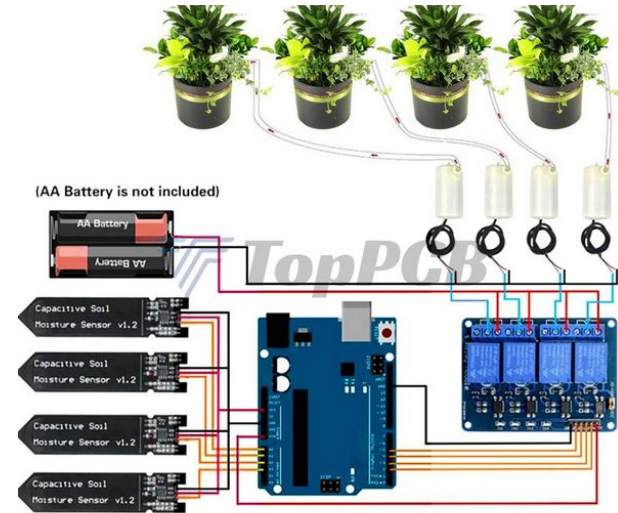 (AA Battery is not included)
AA Battery
AA Battery
TopPCB
Capacitive Soil
Moisture Sensor v1.2
Capacitive Soil
Moisture Sensor v1.2
Capacitive Soil
Moisture Sensor v1.2
Capacitive Soil
Moisture Sensor v1.2